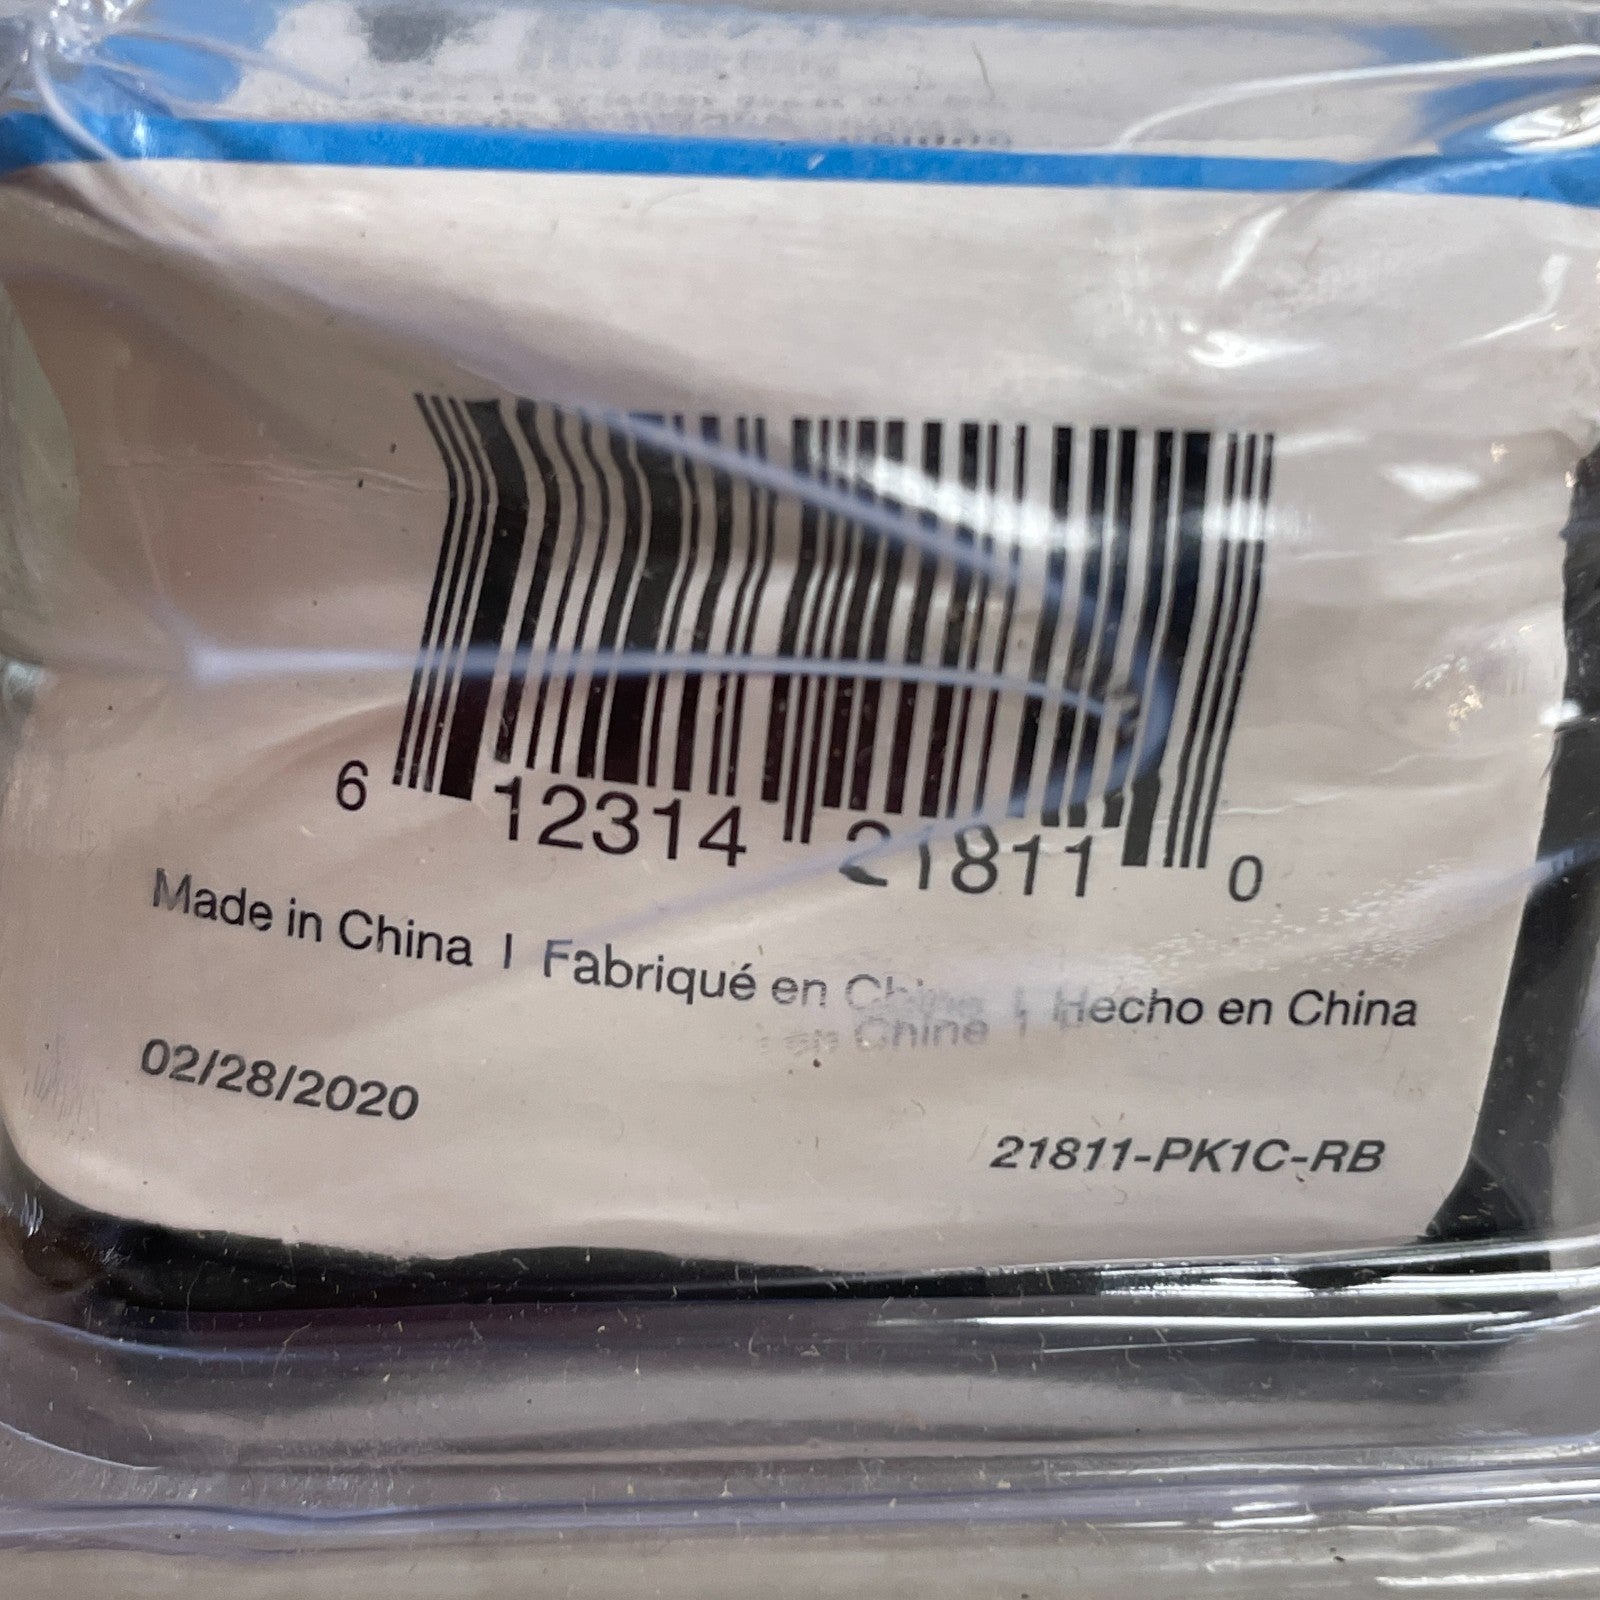 6 12314 21811 0
Made in China | Fabriqué en Chine | Hecho en China
02/28/2020
21811-PK1C-RB